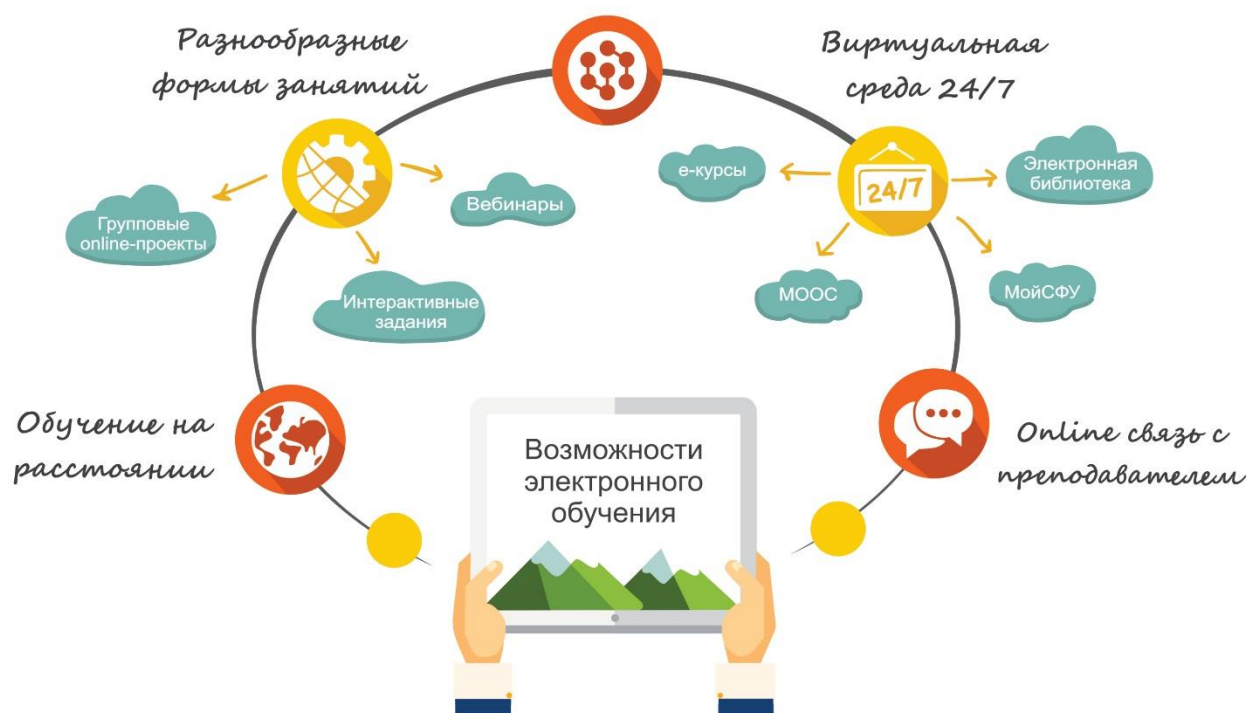 Разнообразные
формы занятий
Виртуальная
среда 24/7
Групповые
online-проекты
Вебинары
Интерактивные
задания
е-курсы
24/7
Электронная
библиотека
МООС
МойСФУ
Обучение на
расстоянии
Online связь с
преподавателем
Возможности
электронного
обучения